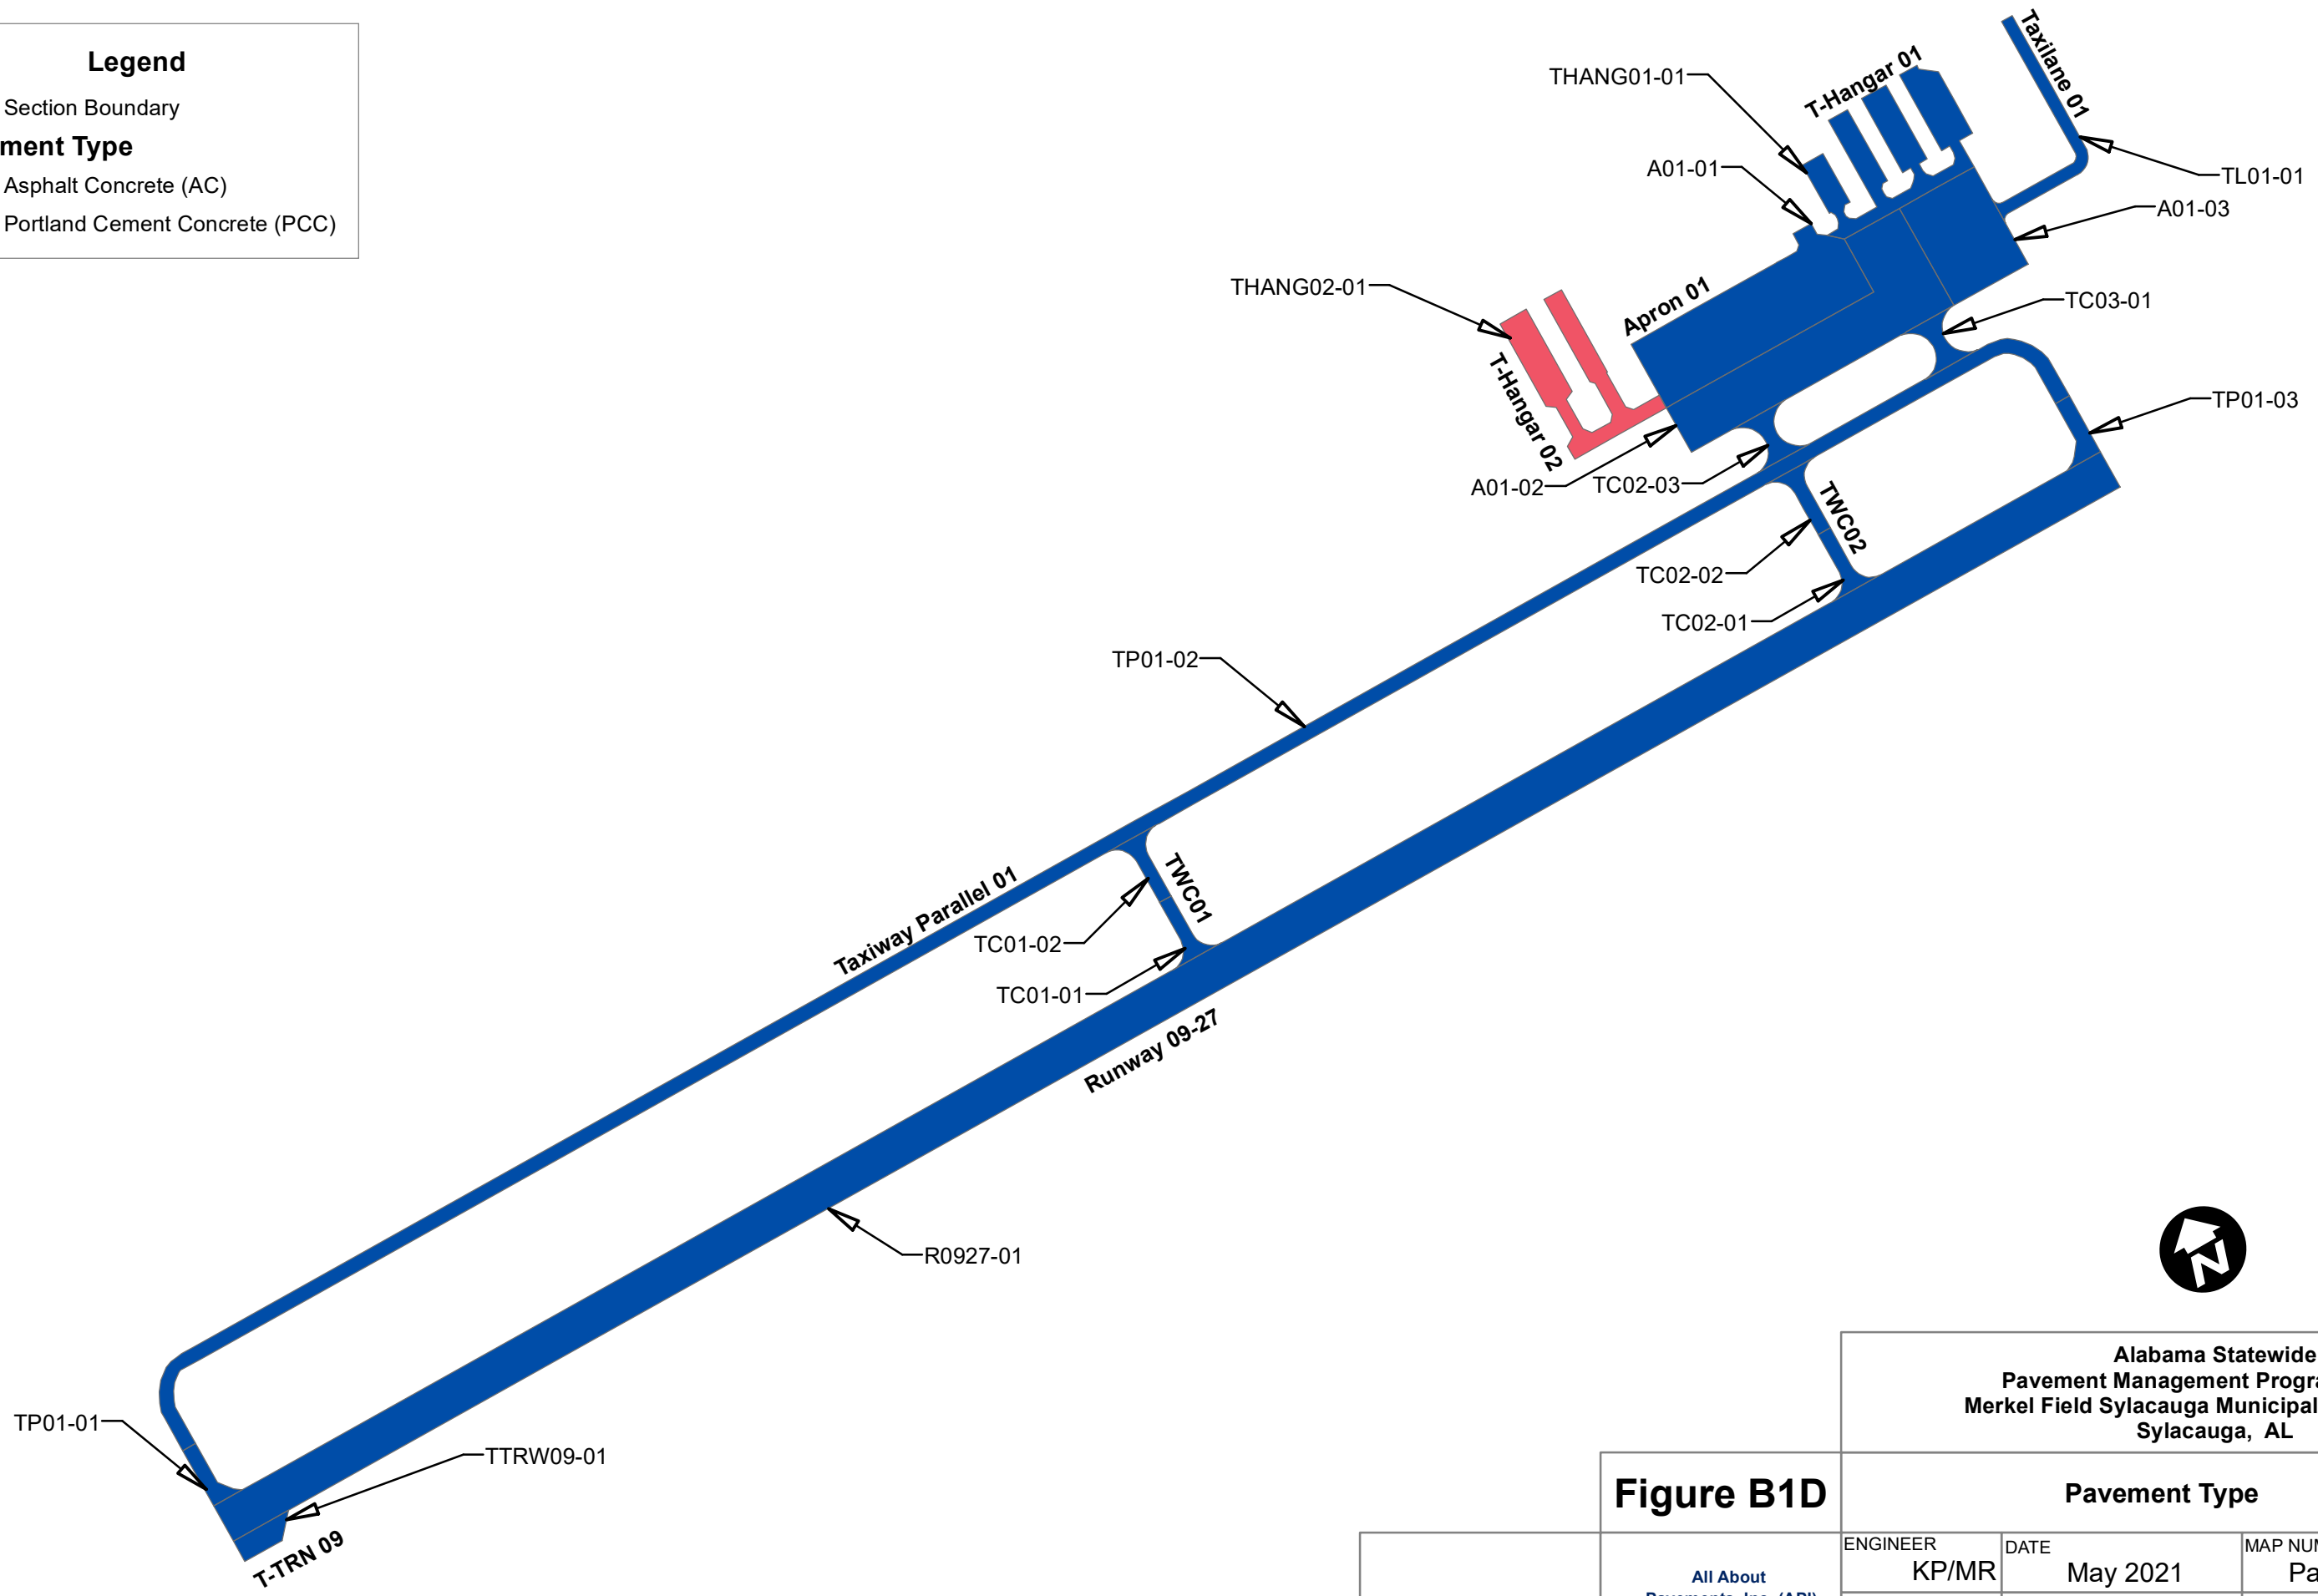 Legend
Section Boundary
ment Type
Asphalt Concrete (AC)
Portland Cement Concrete (PCC)
Taxilane 01
T-Hangar 01
THANG01-01
A01-01
TL01-01
A01-03
THANG02-01
Apron 01
TC03-01
T-Hangar 02
TP01-03
A01-02
TC02-03
TWC02
TC02-02
TC02-01
TP01-02
Taxiway Parallel 01
TWC01
TC01-02
TC01-01
Runway 09-27
R0927-01
TP01-01
TTRW09-01
T-TRN 09
N
Alabama Statewide
Pavement Management Progra
Merkel Field Sylacauga Municipal
Sylacauga, AL
Figure B1D
Pavement Type
ENGINEER
KP/MR
DATE
May 2021
MAP NUM
Pa
All About
Pavements, Inc. (API)